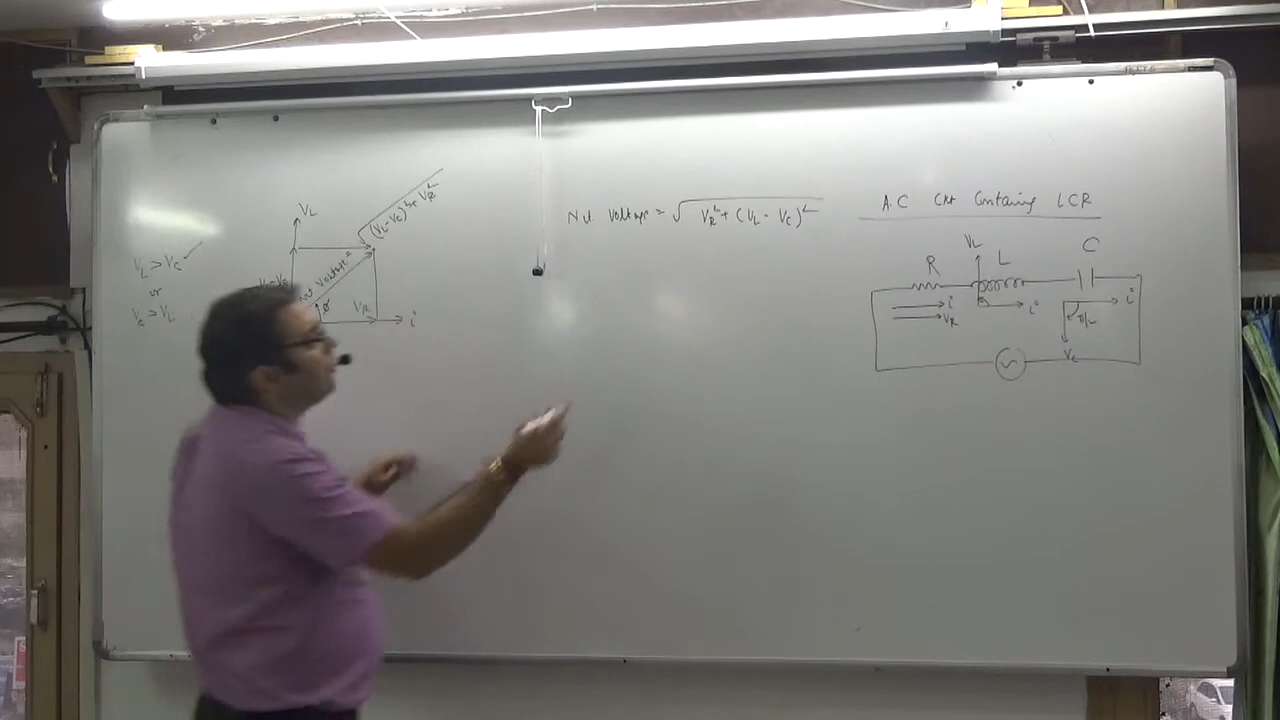 V_L > V_C ✓
or
V_C > V_L
V_L
(V_L - V_C)² + V_R²
Voltage =
φ
V_R
i
Net Voltage = √V_R² + (V_L - V_C)²
A.C Ckt Containing LCR
R
V_L
L
C
i
V_R
i
i
π/2
V_C